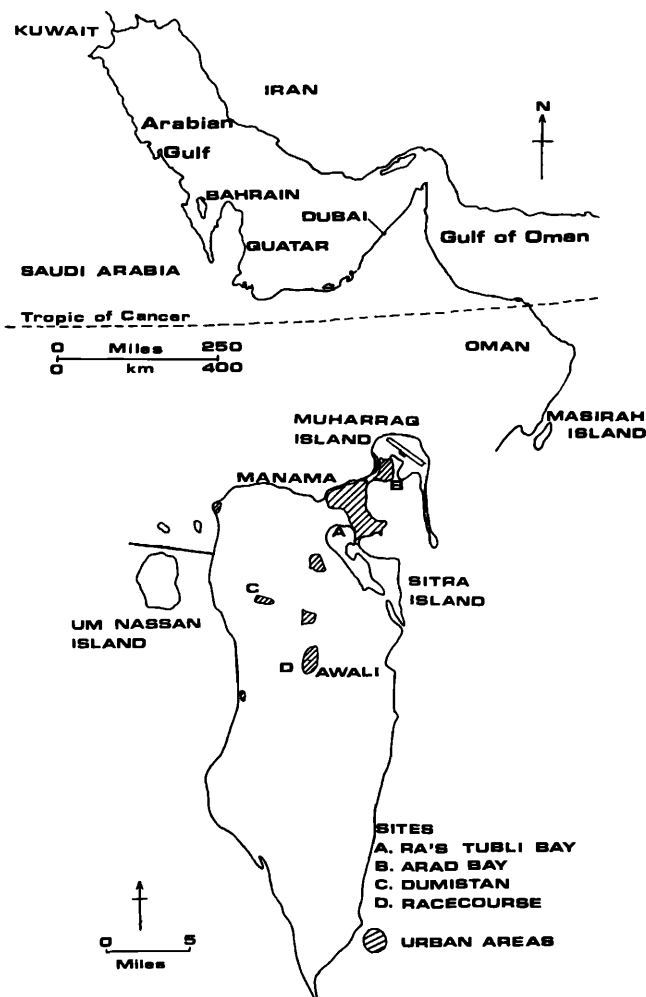 KUWAIT
IRAN
N
Arabian
Gulf
BAHRAIN
DUBAI
GUATAR
Gulf of Oman
SAUDI ARABIA
Tropic of Cancer
0 Miles 250
0 km 400
OMAN
MASIRAH
ISLAND
MUHARRAG
ISLAND
MANAMA
B
A
C
SITRA
ISLAND
UM NASSAN
ISLAND
D
AWALI
SITES
A. RA'S TUBLI BAY
B. ARAD BAY
C. DUMISTAN
D. RACECOURSE
URBAN AREAS
0 5
Miles